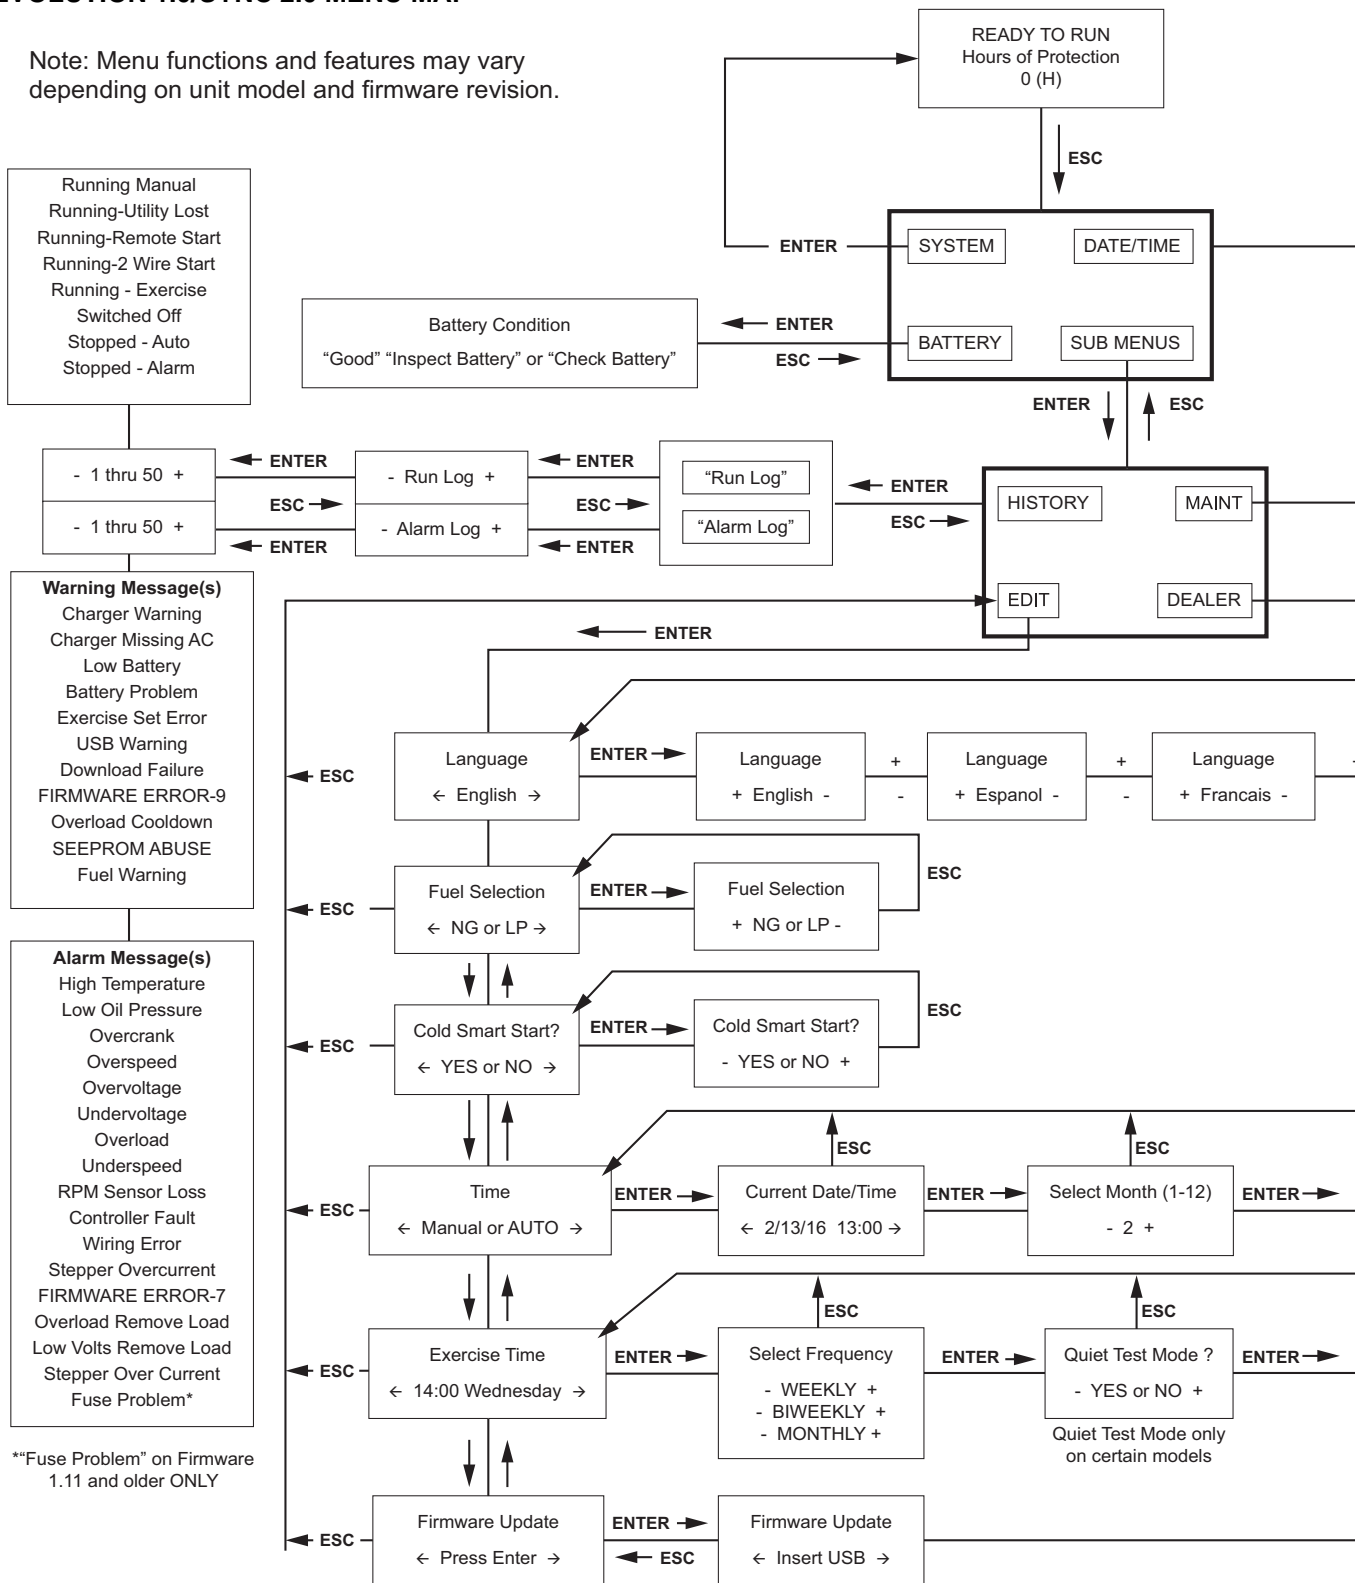 Note: Menu functions and features may vary
depending on unit model and firmware revision.
READY TO RUN
Hours of Protection
0 (H)
ESC
ENTER
SYSTEM
DATE/TIME
BATTERY
SUB MENUS
Battery Condition
“Good” “Inspect Battery” or “Check Battery”
ENTER
ESC
ENTER
ESC
Running Manual
Running-Utility Lost
Running-Remote Start
Running-2 Wire Start
Running - Exercise
Switched Off
Stopped - Auto
Stopped - Alarm
- 1 thru 50 +
- 1 thru 50 +
ENTER
ESC
ENTER
- Run Log +
- Alarm Log +
ENTER
ESC
ENTER
“Run Log”
“Alarm Log”
ENTER
ESC
HISTORY
MAINT
EDIT
DEALER
ENTER
Warning Message(s)
Charger Warning
Charger Missing AC
Low Battery
Battery Problem
Exercise Set Error
USB Warning
Download Failure
FIRMWARE ERROR-9
Overload Cooldown
SEEPROM ABUSE
Fuel Warning
Alarm Message(s)
High Temperature
Low Oil Pressure
Overcrank
Overspeed
Overvoltage
Undervoltage
Overload
Underspeed
RPM Sensor Loss
Controller Fault
Wiring Error
Stepper Overcurrent
FIRMWARE ERROR-7
Overload Remove Load
Low Volts Remove Load
Stepper Over Current
Fuse Problem*
*“Fuse Problem” on Firmware
1.11 and older ONLY
ESC
Language
← English →
ENTER
Language
+ English -
+
-
Language
+ Espanol -
+
-
Language
+ Francais -
ESC
Fuel Selection
← NG or LP →
ENTER
Fuel Selection
+ NG or LP -
ESC
ESC
Cold Smart Start?
← YES or NO →
ENTER
Cold Smart Start?
- YES or NO +
ESC
ESC
Time
← Manual or AUTO →
ENTER
ESC
Current Date/Time
← 2/13/16 13:00 →
ENTER
ESC
Select Month (1-12)
- 2 +
ENTER
ESC
Exercise Time
← 14:00 Wednesday →
ENTER
ESC
Select Frequency
- WEEKLY +
- BIWEEKLY +
- MONTHLY +
ENTER
ESC
Quiet Test Mode ?
- YES or NO +
ENTER
Quiet Test Mode only
on certain models
ESC
Firmware Update
← Press Enter →
ENTER
ESC
Firmware Update
← Insert USB →